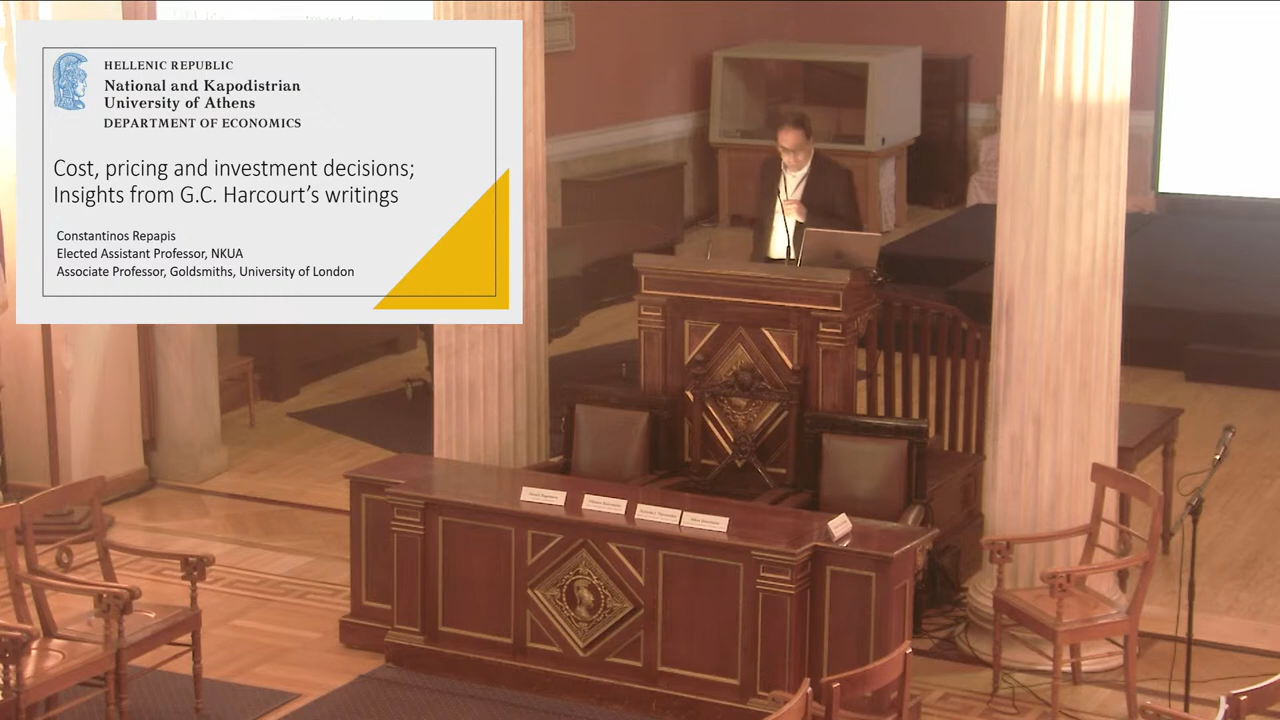 HELLENIC REPUBLIC
National and Kapodistrian
University of Athens
DEPARTMENT OF ECONOMICS
Cost, pricing and investment decisions;
Insights from G.C. Harcourt's writings
Constantinos Repapis
Elected Assistant Professor, NKUA
Associate Professor, Goldsmiths, University of London